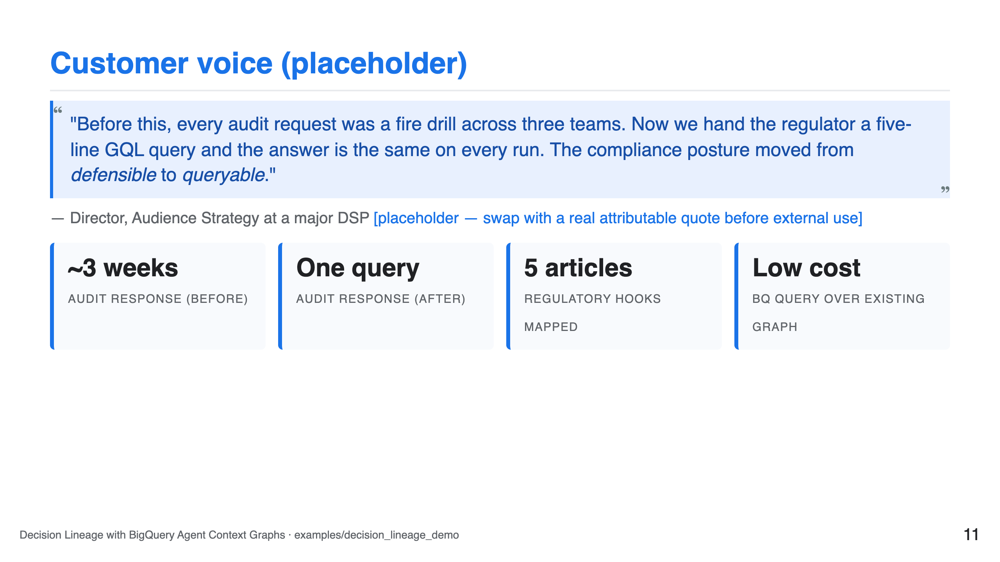 Customer voice (placeholder)
“
"Before this, every audit request was a fire drill across three teams. Now we hand the regulator a five-
line GQL query and the answer is the same on every run. The compliance posture moved from
defensible to queryable."
”
— Director, Audience Strategy at a major DSP [placeholder — swap with a real attributable quote before external use]
~3 weeks
AUDIT RESPONSE (BEFORE)
One query
AUDIT RESPONSE (AFTER)
5 articles
REGULATORY HOOKS
MAPPED
Low cost
BQ QUERY OVER EXISTING
GRAPH
Decision Lineage with BigQuery Agent Context Graphs · examples/decision_lineage_demo
11